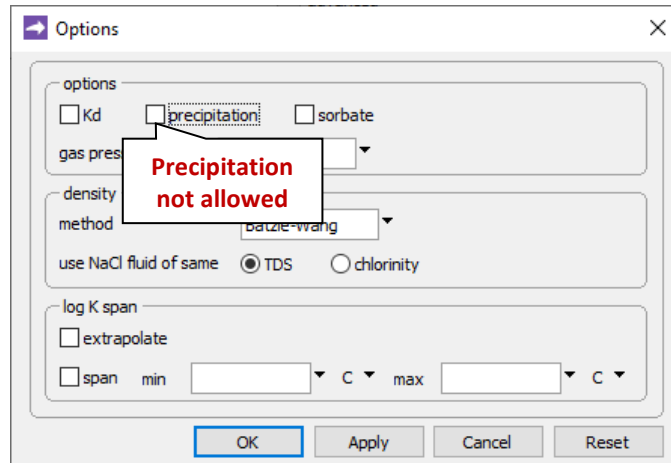 Options
options
Kd precipitation sorbate
gas pres
Precipitation
not allowed
density
method Batzle-Wang
use NaCl fluid of same TDS chlorinity
log K span
extrapolate
span min C max C
OK Apply Cancel Reset